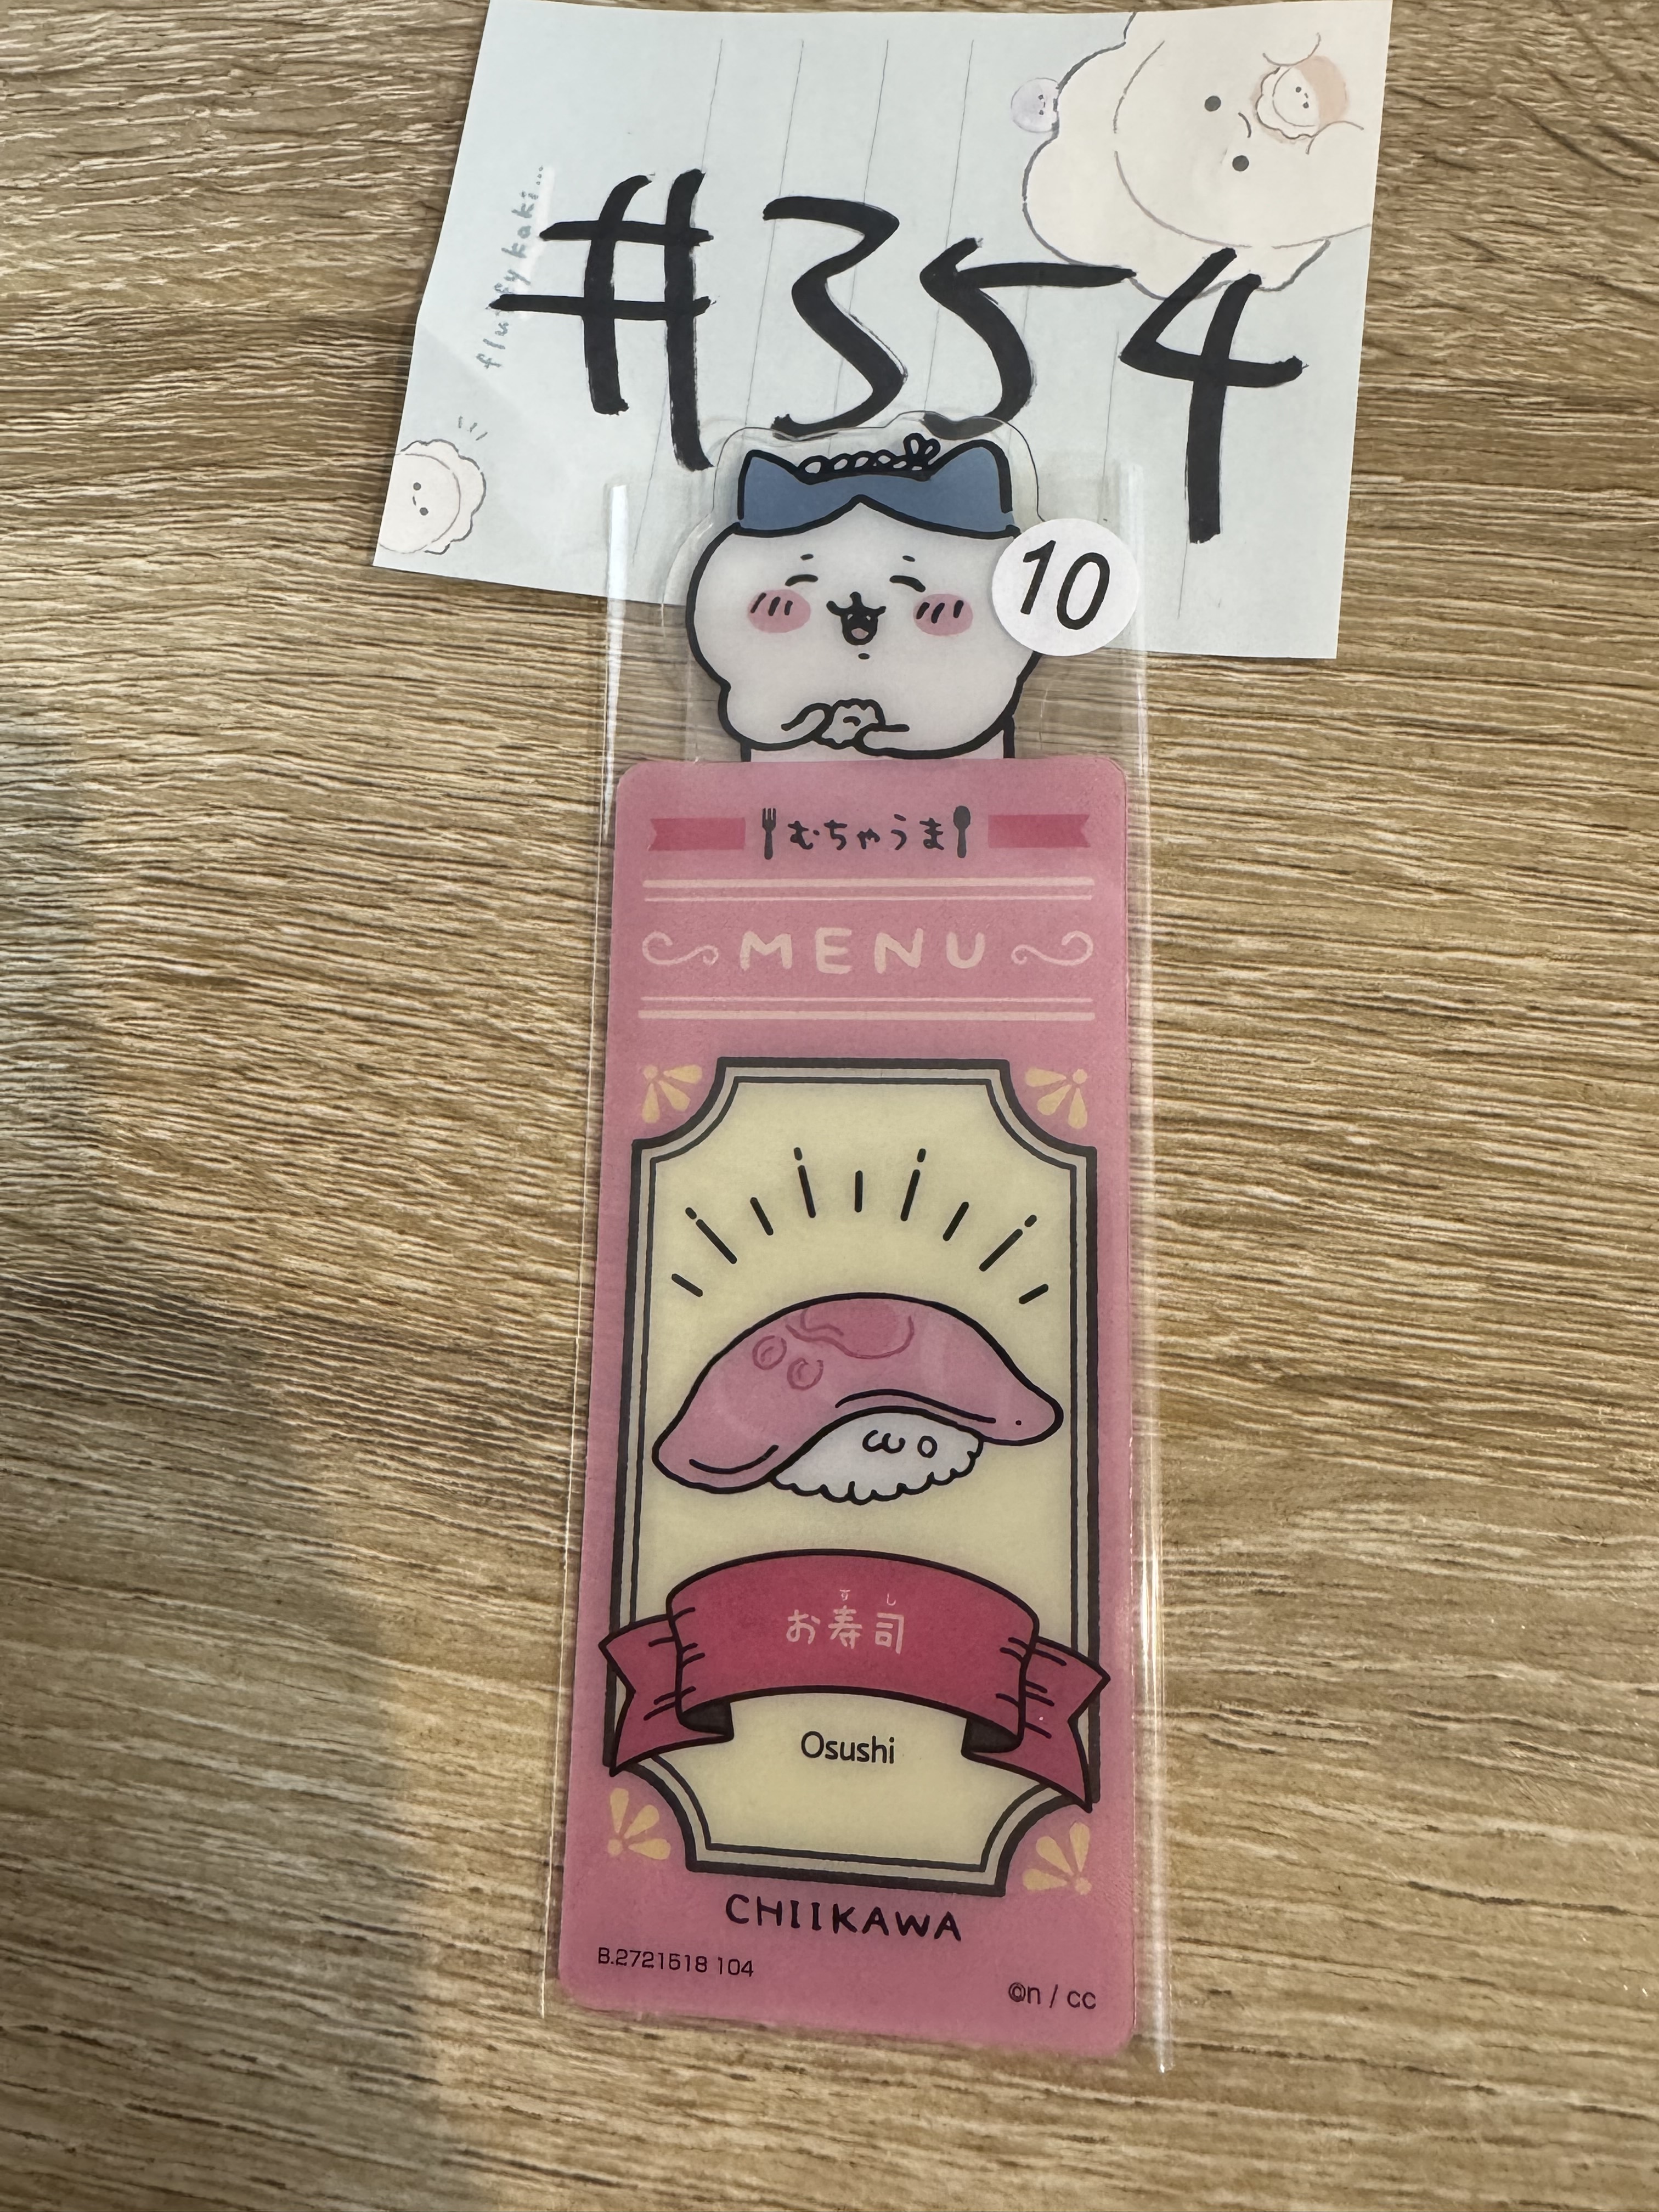 fluffy kaki...
#354
10
むちゃうま
MENU
すし
お寿司
Osushi
CHIIKAWA
B.2721518 104
©n / cc